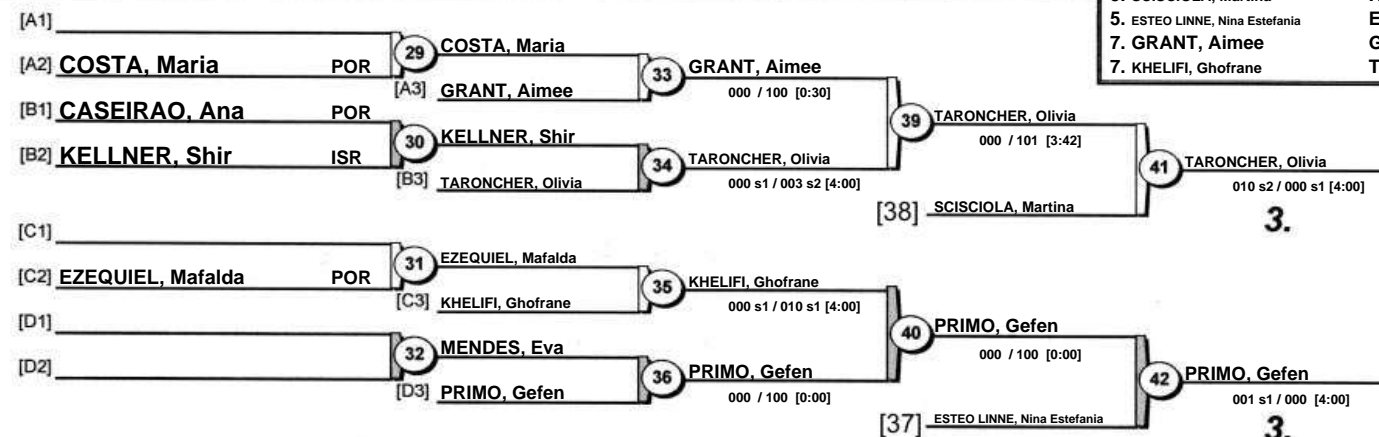 5. ESTEO LINNE, Nina Estefania E
7. GRANT, Aimee G
7. KHELIFI, Ghofrane T
[A1]
[A2] COSTA, Maria POR
29 COSTA, Maria
[A3] GRANT, Aimee
33 GRANT, Aimee
000 / 100 [0:30]
[B1] CASEIRAO, Ana POR
[B2] KELLNER, Shir ISR
30 KELLNER, Shir
[B3] TARONCHER, Olivia
34 TARONCHER, Olivia
000 s1 / 003 s2 [4:00]
39 TARONCHER, Olivia
000 / 101 [3:42]
[38] SCISCIOLA, Martina
41 TARONCHER, Olivia
010 s2 / 000 s1 [4:00]
3.
[C1]
[C2] EZEQUIEL, Mafalda POR
31 EZEQUIEL, Mafalda
[C3] KHELIFI, Ghofrane
35 KHELIFI, Ghofrane
000 s1 / 010 s1 [4:00]
[D1]
[D2]
32 MENDES, Eva
[D3] PRIMO, Gefen
36 PRIMO, Gefen
000 / 100 [0:00]
40 PRIMO, Gefen
000 / 100 [0:00]
[37] ESTEO LINNE, Nina Estefania
42 PRIMO, Gefen
001 s1 / 000 [4:00]
3.